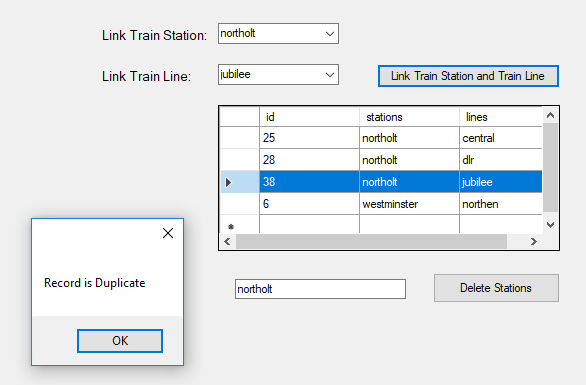 Link Train Station: northolt
Link Train Line: jubilee Link Train Station and Train Line
id stations lines
25 northolt central
28 northolt dlr
38 northolt jubilee
6 westminster northen
Record is Duplicate
OK
northolt Delete Stations